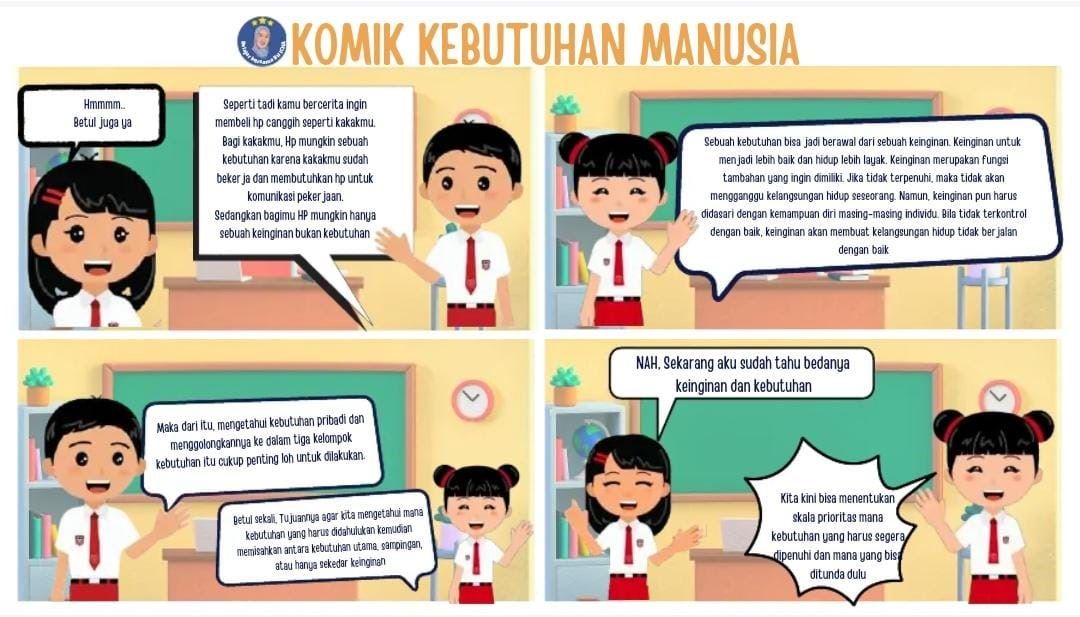 KOMIK KEBUTUHAN MANUSIA
Hmmmm..
Betul juga ya
Seperti tadi kamu bercerita ingin
membeli hp canggih seperti kakakmu.
Bagi kakakmu, Hp mungkin sebuah
kebutuhan karena kakakmu sudah
bekerja dan membutuhkan hp untuk
komunikasi pekerjaan.
Sedangkan bagimu HP mungkin hanya
sebuah keinginan bukan kebutuhan
Sebuah kebutuhan bisa jadi berawal dari sebuah keinginan. Keinginan untuk
menjadi lebih baik dan hidup lebih layak. Keinginan merupakan fungsi
tambahan yang ingin dimiliki. Jika tidak terpenuhi, maka tidak akan
mengganggu kelangsungan hidup seseorang. Namun, keinginan pun harus
didasari dengan kemampuan diri masing-masing individu. Bila tidak terkontrol
dengan baik, keinginan akan membuat kelangsungan hidup tidak berjalan
dengan baik
Maka dari itu, mengetahui kebutuhan pribadi dan
menggolongkannya ke dalam tiga kelompok
kebutuhan itu cukup penting loh untuk dilakukan.
Betul sekali, Tujuannya agar kita mengetahui mana
kebutuhan yang harus didahulukan kemudian
memisahkan antara kebutuhan utama, sampingan,
atau hanya sekedar keinginan
NAH, Sekarang aku sudah tahu bedanya
keinginan dan kebutuhan
Kita kini bisa menentukan
skala prioritas mana
kebutuhan yang harus segera
dipenuhi dan mana yang bisa
ditunda dulu